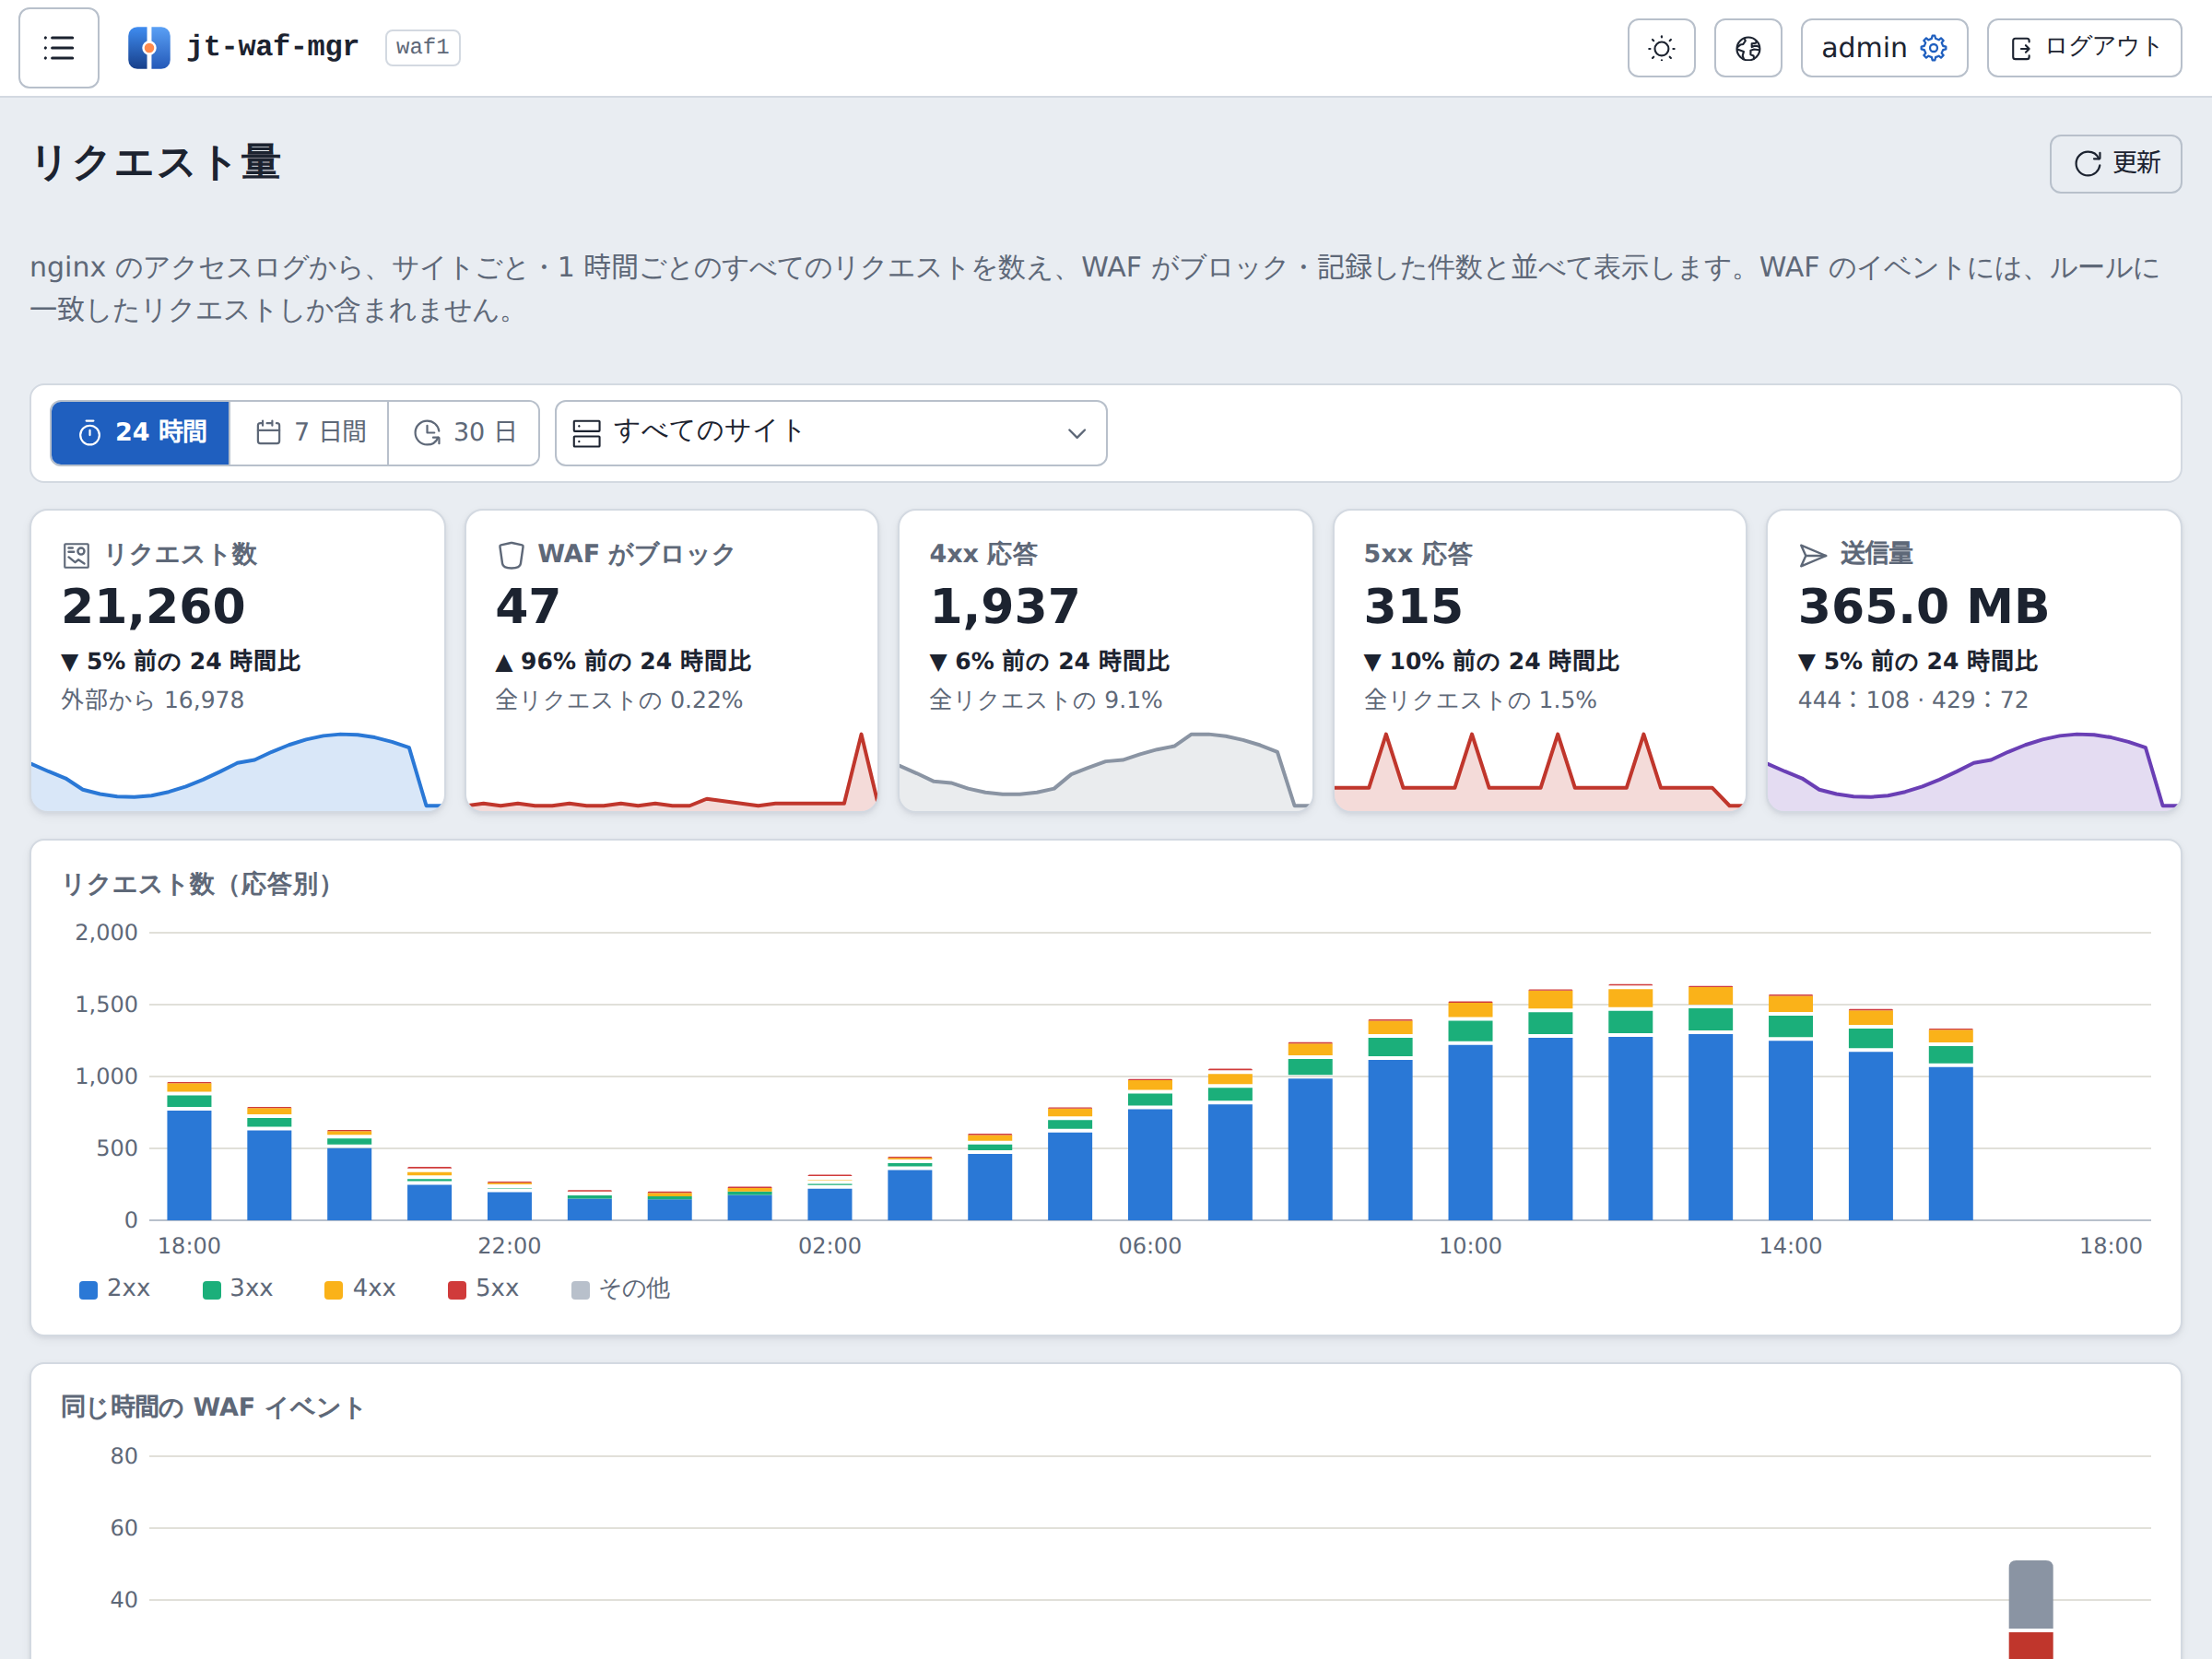 jt-waf-mgr waf1 admin ログアウト
リクエスト量 更新
nginx のアクセスログから、サイトごと・1 時間ごとのすべてのリクエストを数え、WAF がブロック・記録した件数と並べて表示します。WAF のイベントには、ルールに
一致したリクエストしか含まれません。
24 時間 7 日間 30 日 すべてのサイト
リクエスト数
21,260
▼ 5% 前の 24 時間比
外部から 16,978
WAF がブロック
47
▲ 96% 前の 24 時間比
全リクエストの 0.22%
4xx 応答
1,937
▼ 6% 前の 24 時間比
全リクエストの 9.1%
5xx 応答
315
▼ 10% 前の 24 時間比
全リクエストの 1.5%
送信量
365.0 MB
▼ 5% 前の 24 時間比
444：108 · 429：72
リクエスト数（応答別）
2,000
1,500
1,000
500
0
18:00 22:00 02:00 06:00 10:00 14:00 18:00
2xx 3xx 4xx 5xx その他
同じ時間の WAF イベント
80
60
40